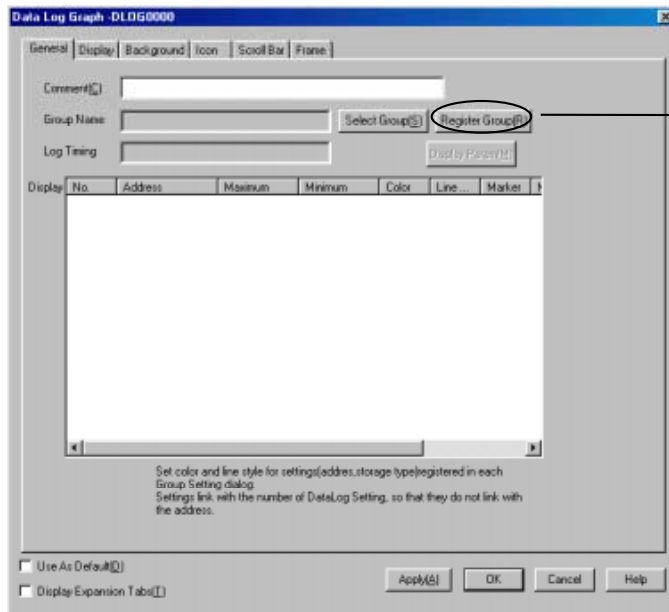 Data Log Graph -DLOG0000
General Display Background Icon Scroll Bar Frame
Comment(C)
Group Name Select Group(S) Register Group(R)
Log Timing Display Param(M)
Display No. Address Maximum Minimum Color Line ... Marker
Set color and line style for settings(addres,storage type)registered in each
Group Setting dialog.
Settings link with the number of DataLog Setting, so that they do not link with
the address.
Use As Default(D)
Display Expansion Tabs(T)
Apply(A) OK Cancel Help